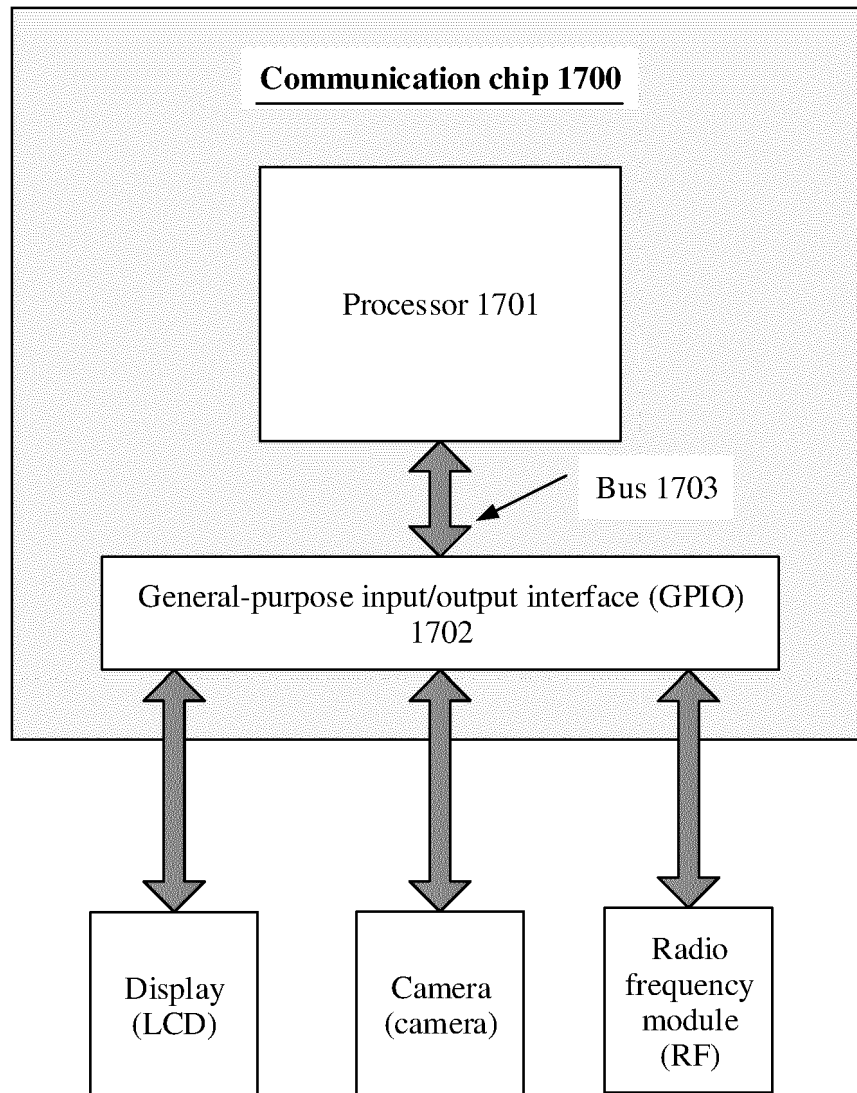 Communication chip 1700
Processor 1701
Bus 1703
General-purpose input/output interface (GPIO)
1702
Display
(LCD)
Camera
(camera)
Radio
frequency
module
(RF)